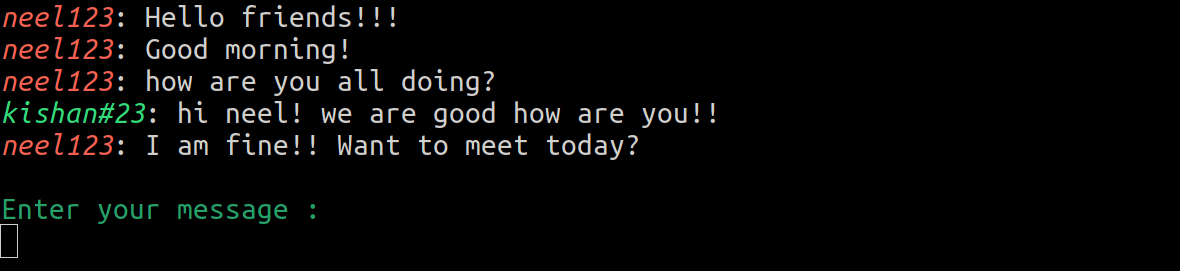 neel123: Hello friends!!!
neel123: Good morning!
neel123: how are you all doing?
kishan#23: hi neel! we are good how are you!!
neel123: I am fine!! Want to meet today?
Enter your message :